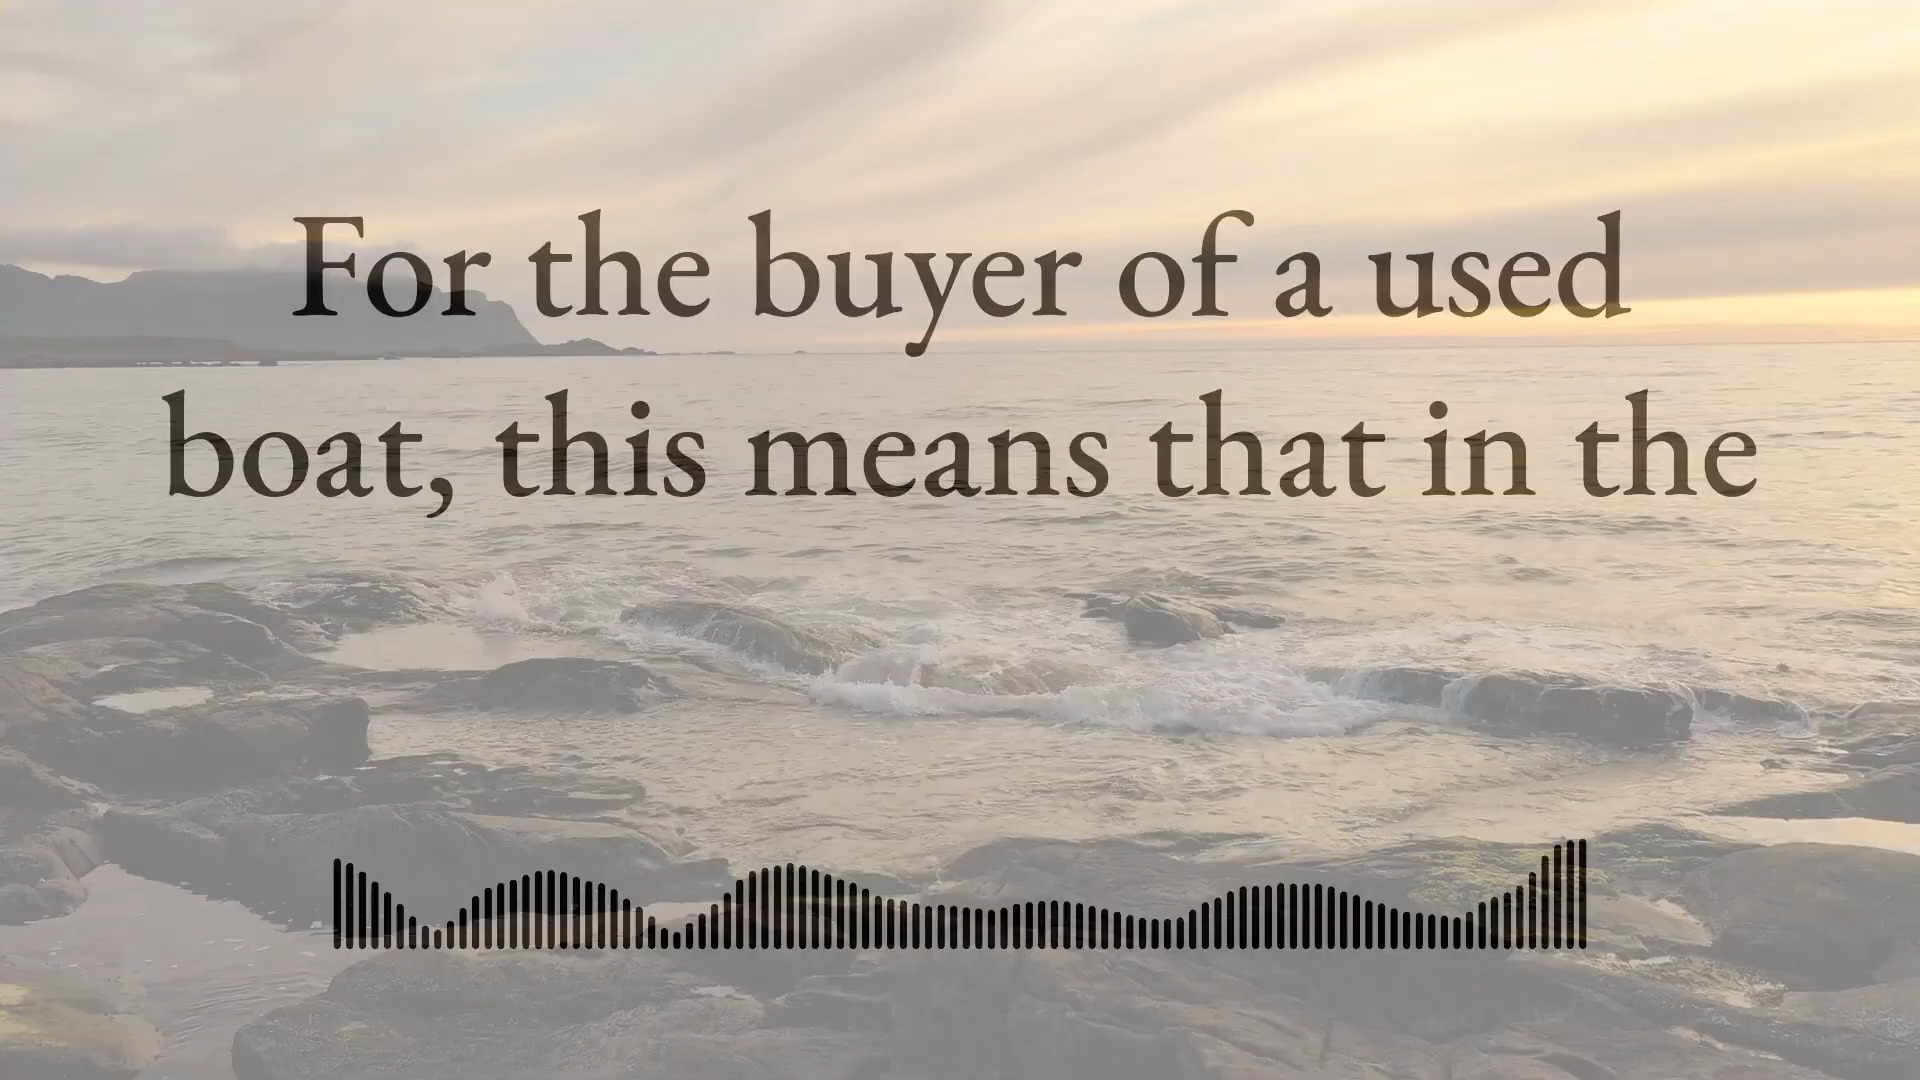 For the buyer of a used
boat, this means that in the